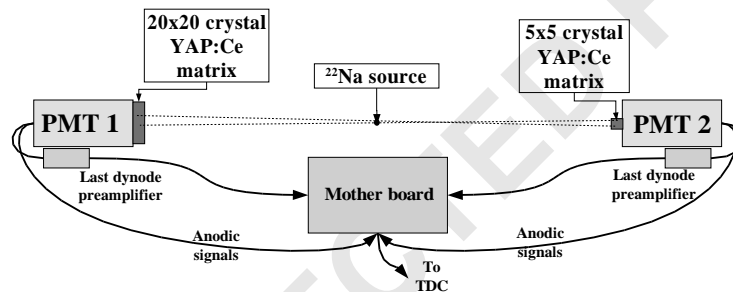 20x20 crystal
YAP:Ce
matrix
5x5 crystal
YAP:Ce
matrix
²²Na source
PMT 1
PMT 2
Last dynode
preamplifier
Mother board
Last dynode
preamplifier
Anodic
signals
Anodic
signals
To
TDC
ECTED P